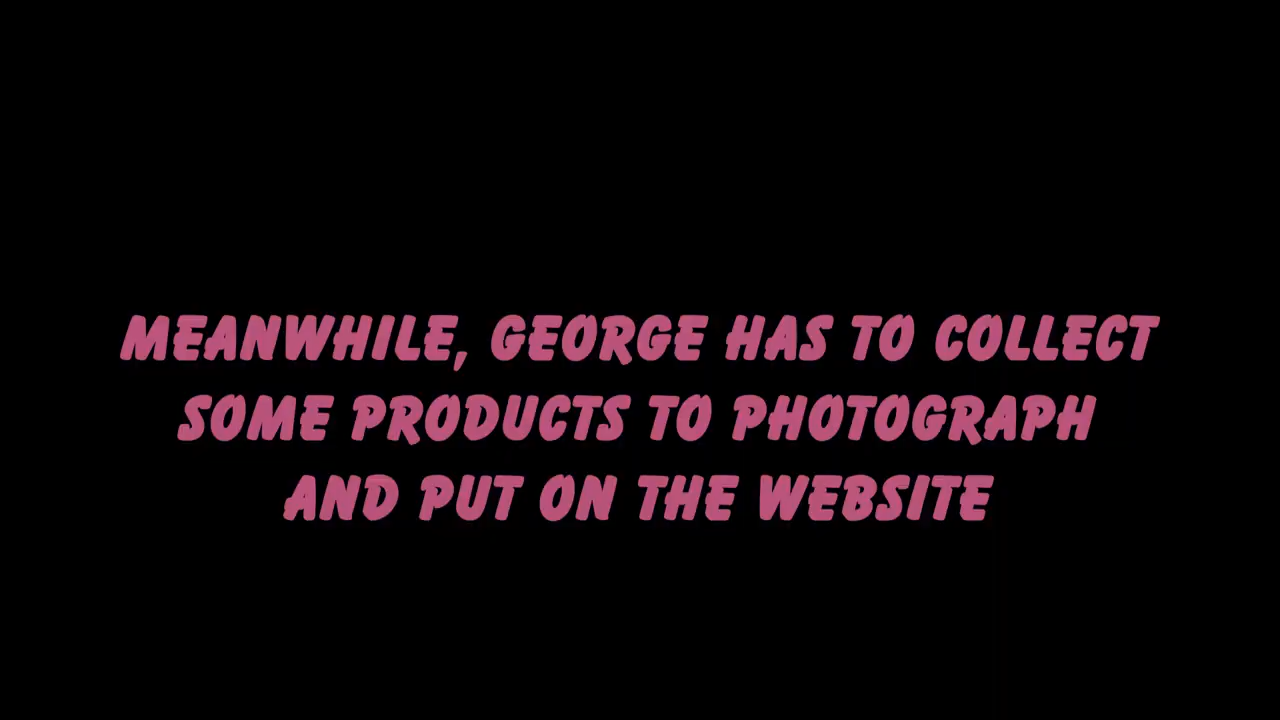 MEANWHILE, GEORGE HAS TO COLLECT
SOME PRODUCTS TO PHOTOGRAPH
AND PUT ON THE WEBSITE